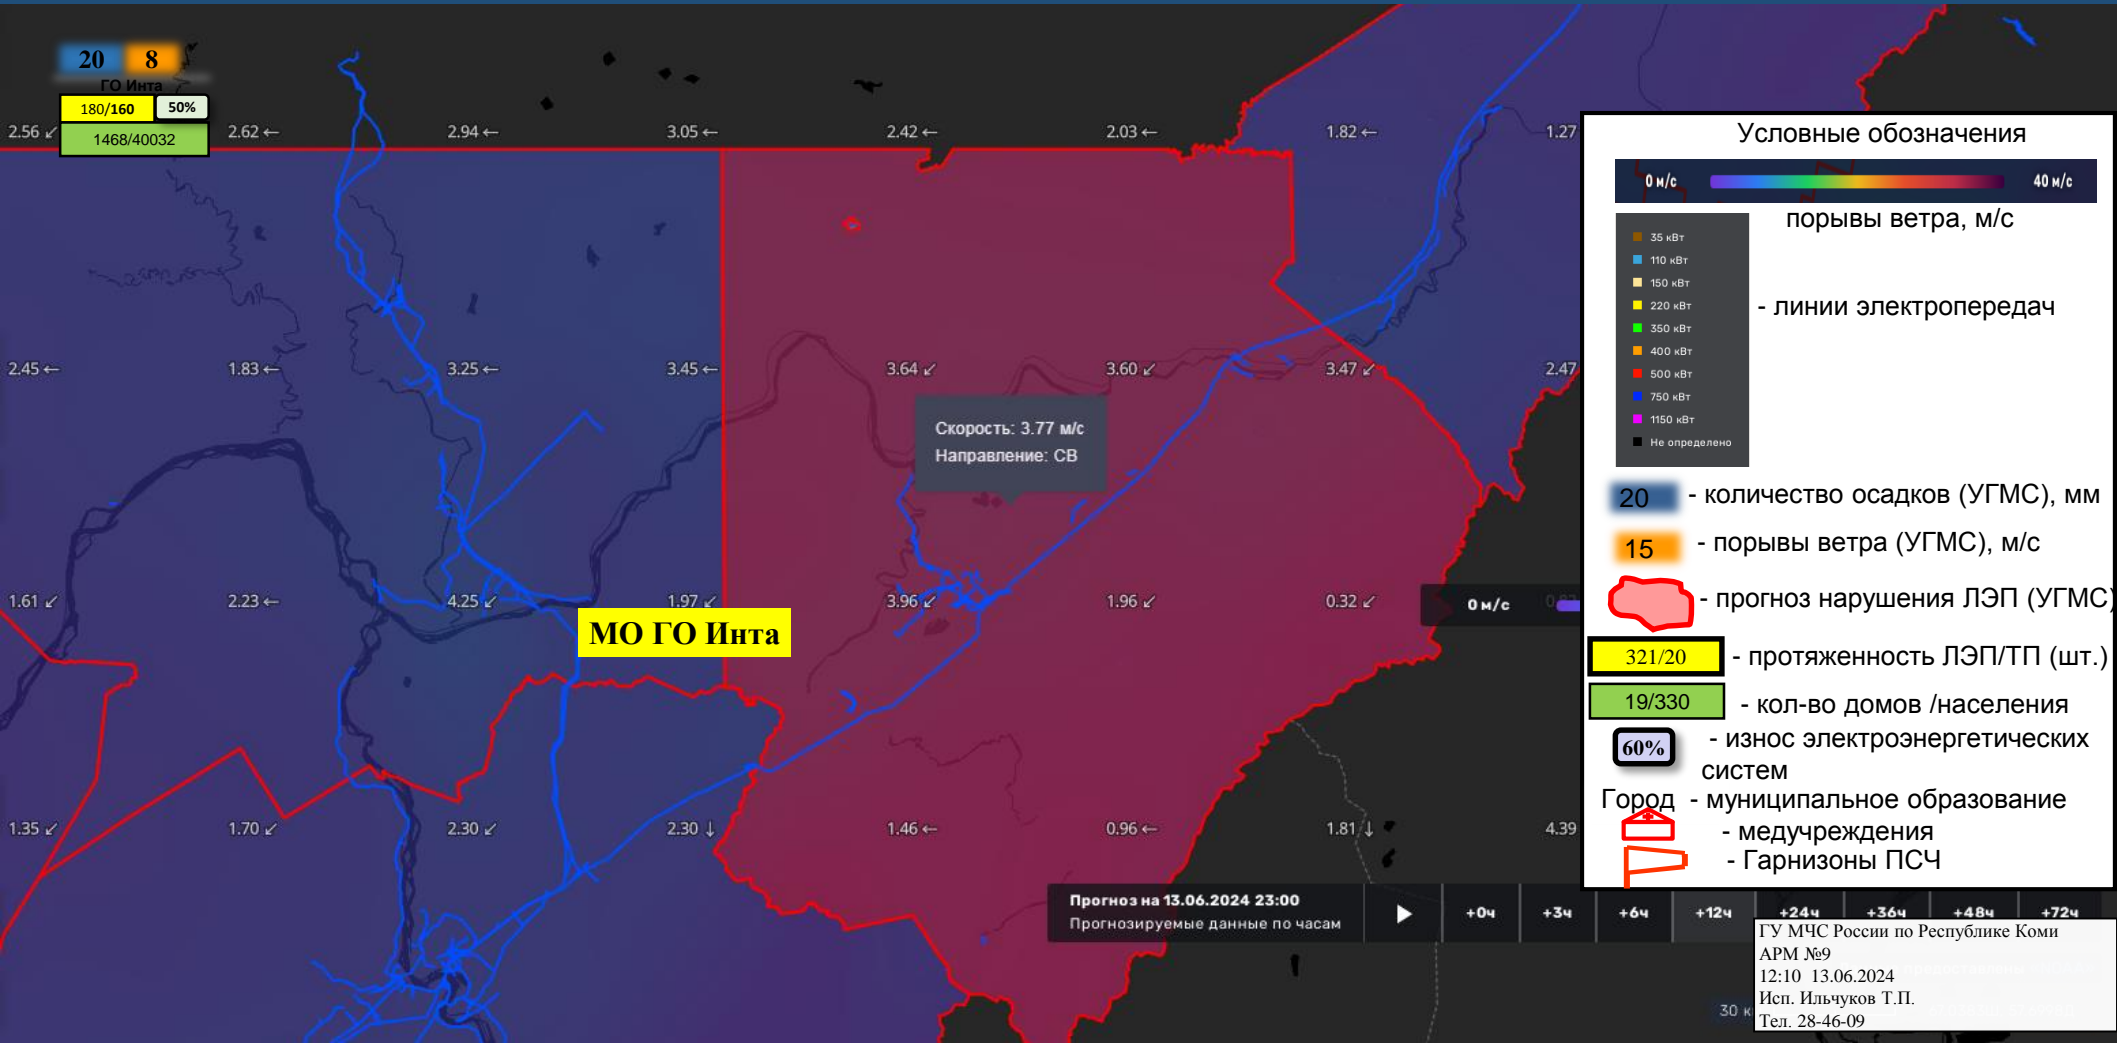 20 8
ГО Инта
180/160 50%
1468/40032
2.56 ↙ 2.62 ← 2.94 ← 3.05 ← 2.42 ← 2.03 ← 1.82 ← 1.27
2.45 ← 1.83 ← 3.25 ← 3.45 ← 3.64 ↙ 3.60 ↙ 3.47 ↙ 2.47
Скорость: 3.77 м/с
Направление: СВ
1.61 ↙ 2.23 ← 4.25 ↙ 1.97 ↙ 3.96 ↙ 1.96 ↙ 0.32 ↙
0 м/с
МО ГО Инта
1.35 ↙ 1.70 ↙ 2.30 ↙ 2.30 ↓ 1.46 ← 0.96 ← 1.81 ↓ 4.39
Условные обозначения
0 м/с 40 м/с
порывы ветра, м/с
35 кВт
110 кВт
150 кВт
220 кВт
350 кВт
400 кВт
500 кВт
750 кВт
1150 кВт
Не определено
- линии электропередач
20 - количество осадков (УГМС), мм
15 - порывы ветра (УГМС), м/с
- прогноз нарушения ЛЭП (УГМС)
321/20 - протяженность ЛЭП/ТП (шт.)
19/330 - кол-во домов /населения
60% - износ электроэнергетических
систем
Город - муниципальное образование
- медучреждения
- Гарнизоны ПСЧ
Прогноз на 13.06.2024 23:00
Прогнозируемые данные по часам
+0ч +3ч +6ч +12ч +24ч +36ч +48ч +72ч
ГУ МЧС России по Республике Коми
АРМ №9
12:10 13.06.2024
Исп. Ильчуков Т.П.
Тел. 28-46-09
30 к